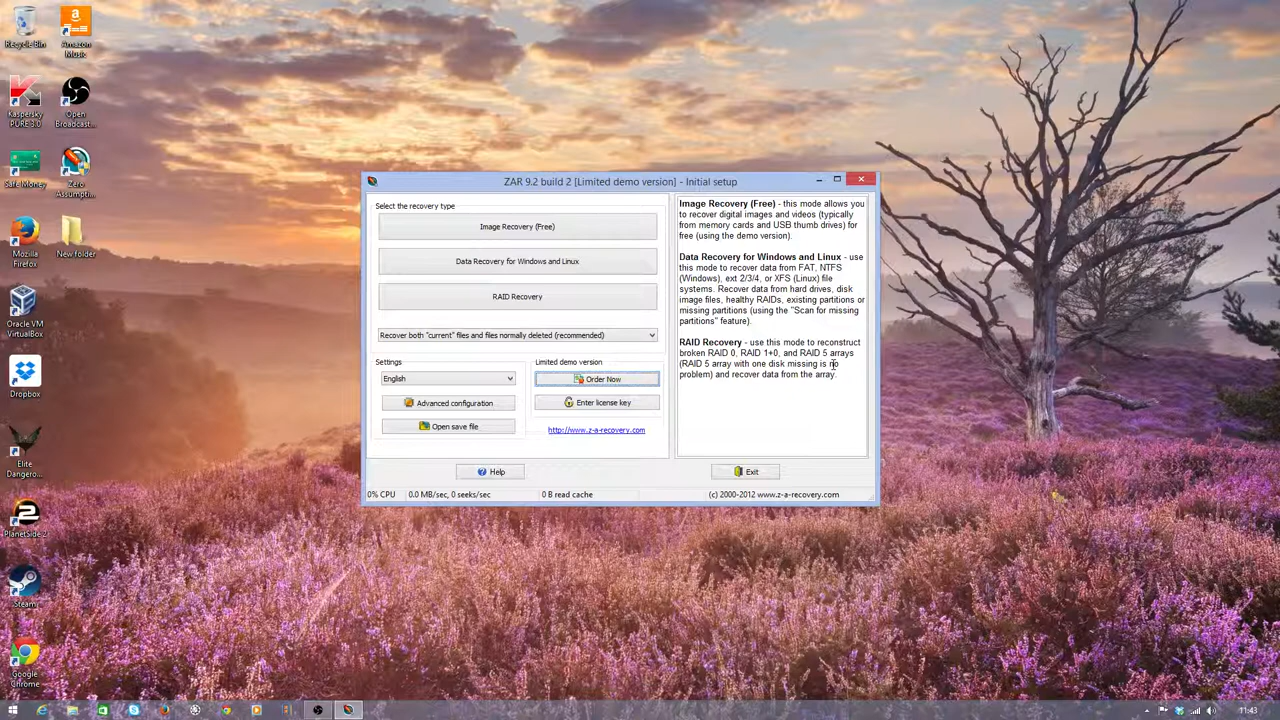 Recycle Bin
Amazon
Music
Kaspersky
PURE 3.0
Open
Broadcast...
Safe Money
Zero
Assumpti...
Mozilla
Firefox
New folder
Oracle VM
VirtualBox
Dropbox
Elite
Dangero...
PlanetSide 2
Steam
Google
Chrome
ZAR 9.2 build 2 [Limited demo version] - Initial setup
Select the recovery type
Image Recovery (Free)
Data Recovery for Windows and Linux
RAID Recovery
Recover both "current" files and files normally deleted (recommended)
Settings
English
Advanced configuration
Open save file
Limited demo version
Order Now
Enter license key
http://www.z-a-recovery.com
Image Recovery (Free) - this mode allows you
to recover digital images and videos (typically
from memory cards and USB thumb drives) for
free (using the demo version).
Data Recovery for Windows and Linux - use
this mode to recover data from FAT, NTFS
(Windows), ext 2/3/4, or XFS (Linux) file
systems. Recover data from hard drives, disk
image files, healthy RAIDs, existing partitions or
missing partitions (using the "Scan for missing
partitions" feature).
RAID Recovery - use this mode to reconstruct
broken RAID 0, RAID 1+0, and RAID 5 arrays
(RAID 5 array with one disk missing is no
problem) and recover data from the array.
Help
Exit
0% CPU
0.0 MB/sec, 0 seeks/sec
0 B read cache
(c) 2000-2012 www.z-a-recovery.com
11:43